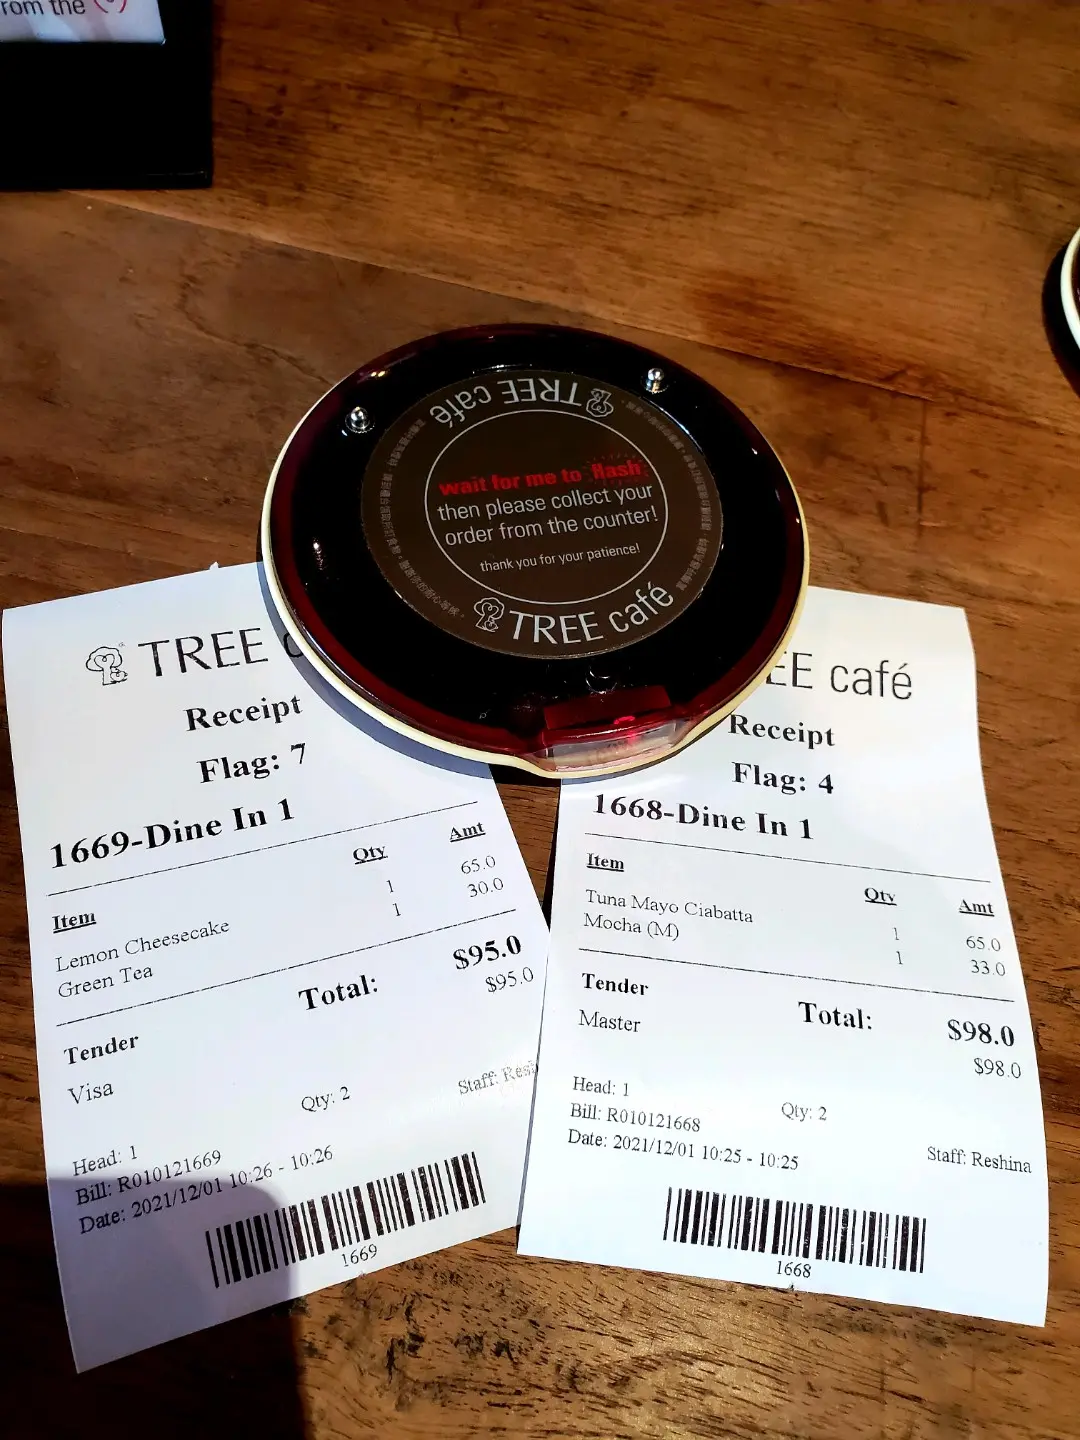 rom the
TREE café
wait for me to flash
then please collect your
order from the counter!
thank you for your patience!
TREE café
TREE
Receipt
Flag: 7
1669-Dine In 1
Item Qty Amt
Lemon Cheesecake 1 65.0
Green Tea 1 30.0
Total: $95.0
Tender $95.0
Visa
Qty: 2 Staff:
Head: 1
Bill: R010121669
Date: 2021/12/01 10:26 - 10:26
1669
EE café
Receipt
Flag: 4
1668-Dine In 1
Item Qty Amt
Tuna Mayo Ciabatta 1 65.0
Mocha (M) 1 33.0
Tender Total: $98.0
Master $98.0
Head: 1 Qty: 2
Bill: R010121668
Date: 2021/12/01 10:25 - 10:25 Staff: Reshina
1668